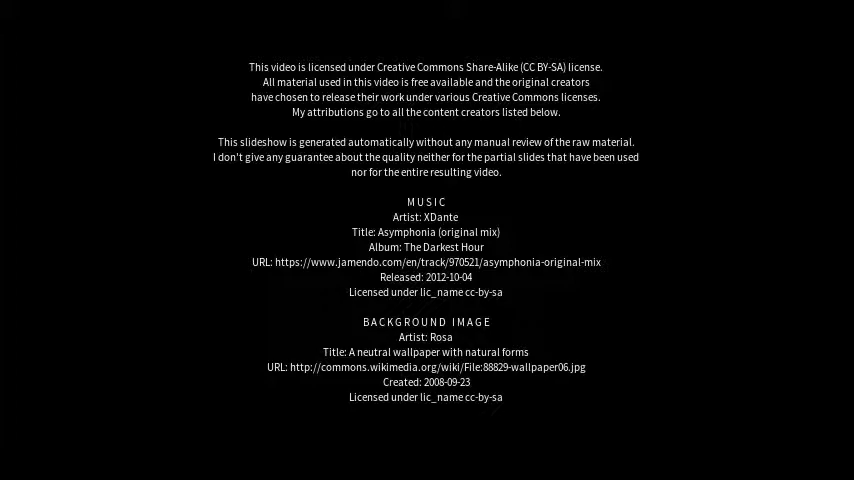 This video is licensed under Creative Commons Share-Alike (CC BY-SA) license.
All material used in this video is free available and the original creators
have chosen to release their work under various Creative Commons licenses.
My attributions go to all the content creators listed below.
This slideshow is generated automatically without any manual review of the raw material.
I don't give any guarantee about the quality neither for the partial slides that have been used
nor for the entire resulting video.
MUSIC
Artist: XDante
Title: Asymphonia (original mix)
Album: The Darkest Hour
URL: https://www.jamendo.com/en/track/970521/asymphonia-original-mix
Released: 2012-10-04
Licensed under lic_name cc-by-sa
BACKGROUND IMAGE
Artist: Rosa
Title: A neutral wallpaper with natural forms
URL: http://commons.wikimedia.org/wiki/File:88829-wallpaper06.jpg
Created: 2008-09-23
Licensed under lic_name cc-by-sa